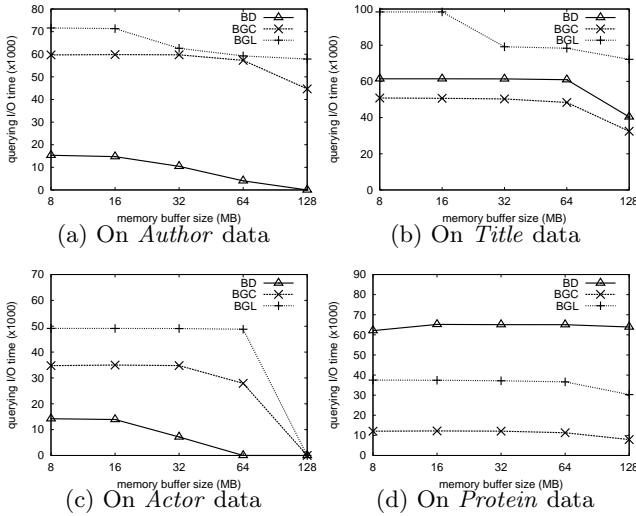 80
70
60
50
40
30
20
10
0
querying I/O time (x1000)
BD
BGC
BGL
8 16 32 64 128
memory buffer size (MB)
(a) On Author data
100
80
60
40
20
0
querying I/O time (x1000)
BD
BGC
BGL
8 16 32 64 128
memory buffer size (MB)
(b) On Title data
70
60
50
40
30
20
10
0
querying I/O time (x1000)
BD
BGC
BGL
8 16 32 64 128
memory buffer size (MB)
(c) On Actor data
90
80
70
60
50
40
30
20
10
0
querying I/O time (x1000)
BD
BGC
BGL
8 16 32 64 128
memory buffer size (MB)
(d) On Protein data